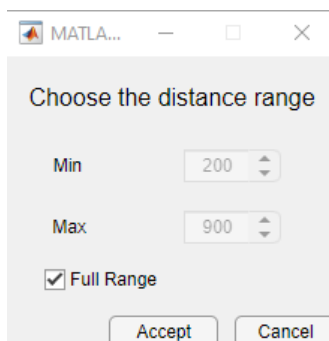 MATLA...
Choose the distance range
Min 200
Max 900
Full Range
Accept Cancel